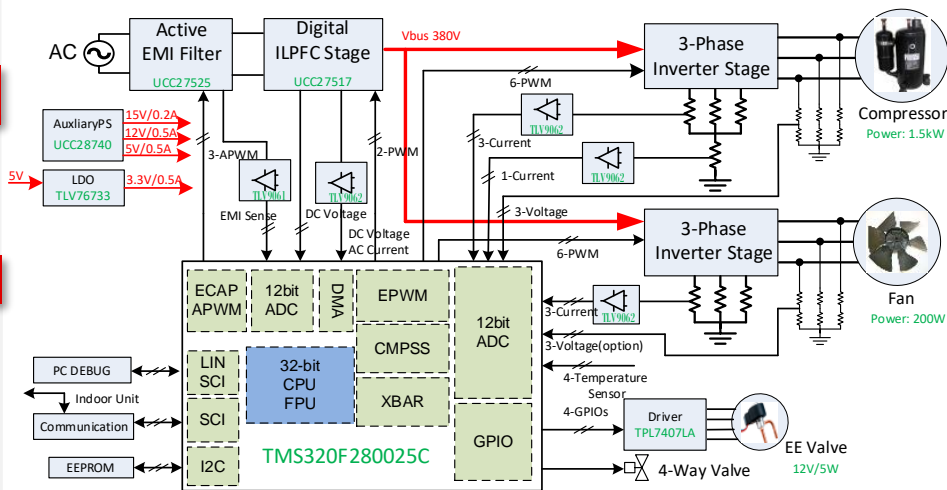 AC
Active
EMI Filter
UCC27525
Digital
ILPFC Stage
UCC27517
Vbus 380V
3-Phase
Inverter Stage
Compressor
Power: 1.5kW
6-PWM
TLV9062
3-Current
TLV9062
1-Current
3-Voltage
AuxliaryPS
UCC28740
15V/0.2A
12V/0.5A
5V/0.5A
5V
LDO
TLV76733
3.3V/0.5A
3-APWM
TLV9061
EMI Sense
TLV9062
DC Voltage
2-PWM
DC Voltage
AC Current
3-Phase
Inverter Stage
6-PWM
Fan
Power: 200W
TLV9062
3-Current
3-Voltage(option)
4-Temperature
Sensor
4-GPIOs
Driver
TPL7407LA
EE Valve
12V/5W
4-Way Valve
ECAP
APWM
12bit
ADC
DMA
EPWM
12bit
ADC
CMPSS
XBAR
32-bit
CPU
FPU
LIN
SCI
SCI
I2C
GPIO
TMS320F280025C
PC DEBUG
Indoor Unit
Communication
EEPROM